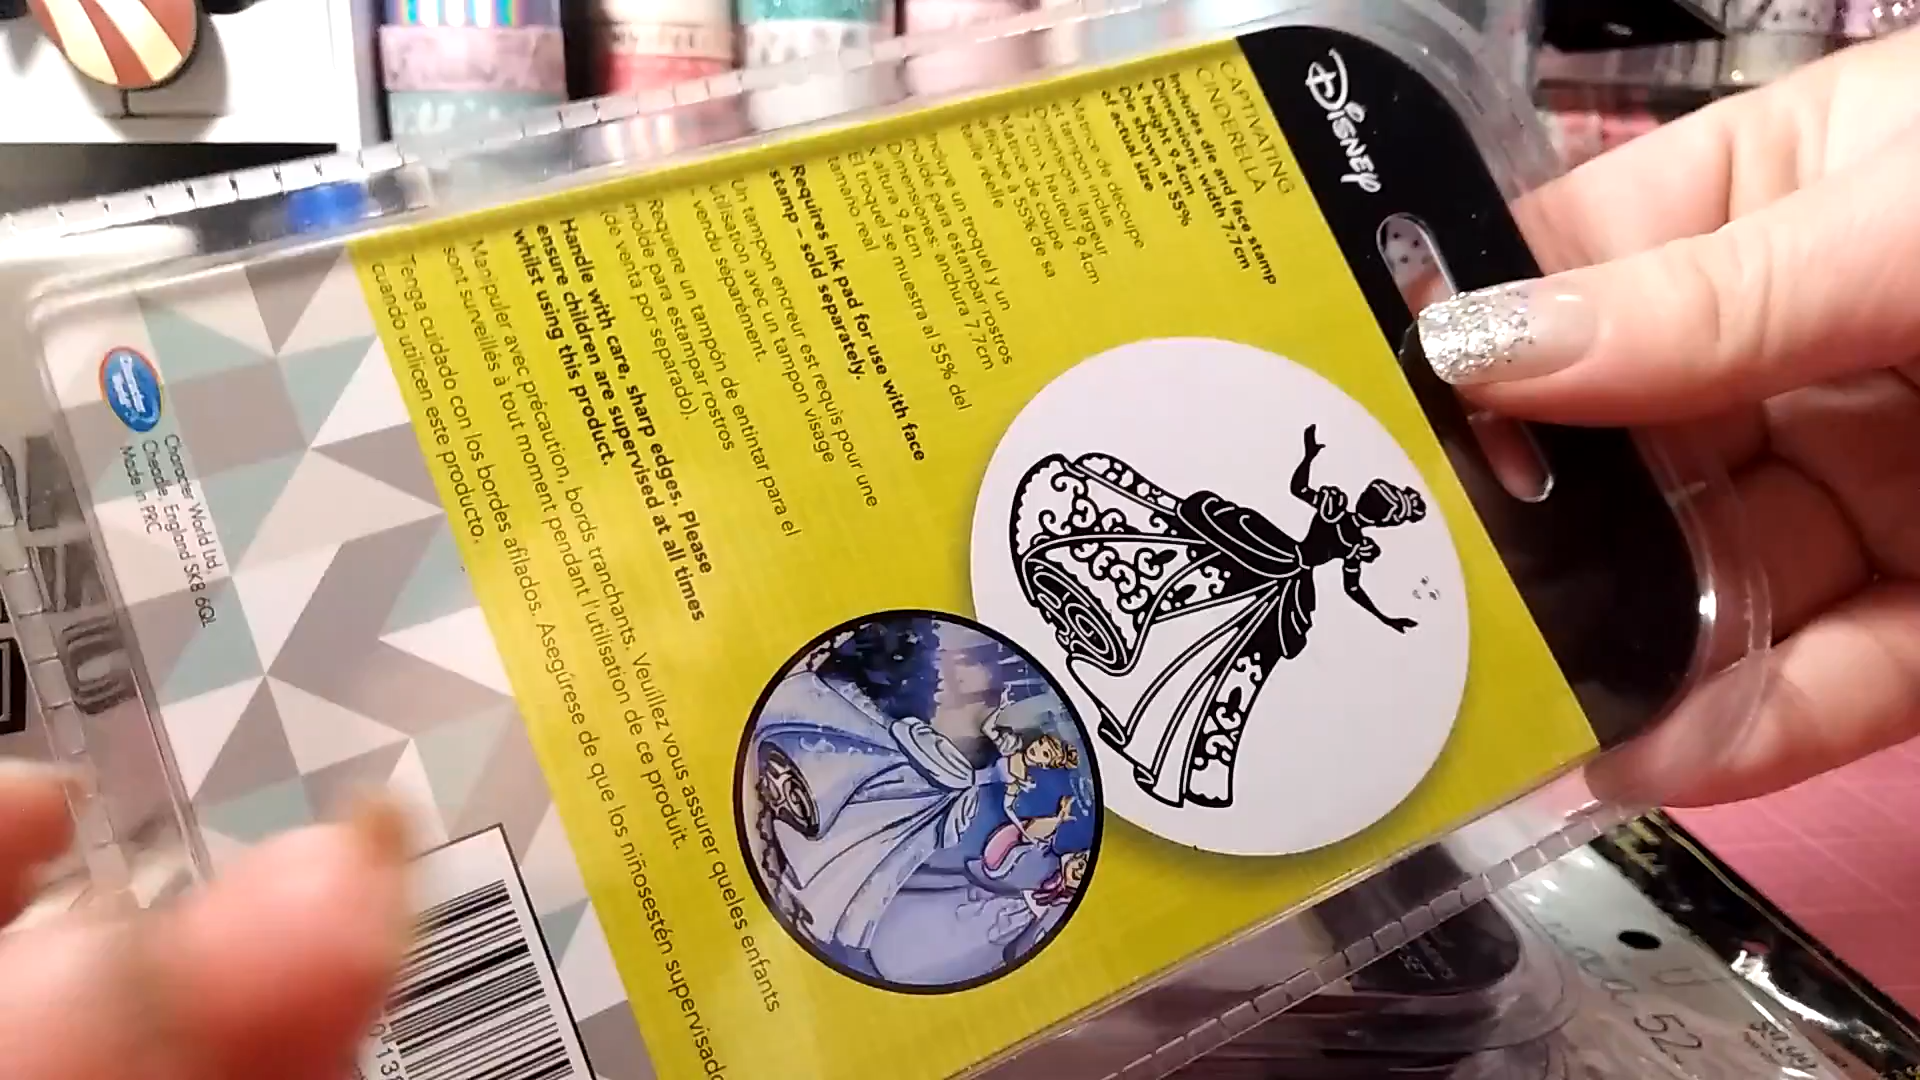 Disney
CAPTIVATING
CINDERELLA
Includes die and face stamp
Dimensions: width 7.7cm
x height 9.4cm
Die shown at 55%
of actual size
Matrice de découpe
et tampon inclus
Dimensions: largeur
7.7cm x hauteur 9.4cm
Matrice de coupe
affichée à 55% de sa
taille réelle
Incluye un troquel y un
molde para estampar rostros
Dimensiones: anchura 7.7cm
x altura 9.4cm
El troquel se muestra al 55% del
tamaño real
Requires ink pad for use with face
stamp – sold separately.
Un tampon encreur est requis pour une
utilisation avec un tampon visage
- vendu séparément.
Requiere un tampón de entintar para el
molde para estampar rostros
(de venta por separado).
Handle with care, sharp edges. Please
ensure children are supervised at all times
whilst using this product.
Manipuler avec précaution, bords tranchants. Veuillez vous assurer queles enfants
sont surveillés à tout moment pendant l'utilisation de ce produit.
Tenga cuidado con los bordes afilados. Asegúrese de que los niñosestén supervisado
cuando utilicen este producto.
Character World Ltd,
Cheadle, England SK8 6QL
Made in PRC
52